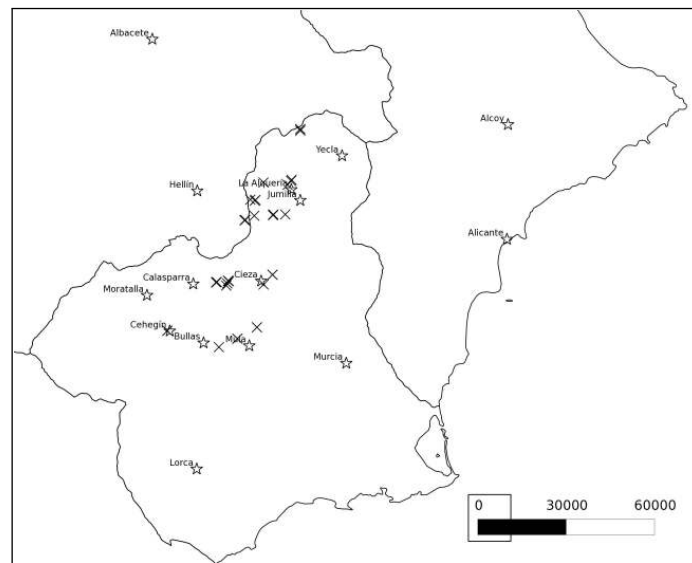 Albacete
Alcoy
Yecla
La Alquería
Hellín
Jumilla
Alicante
Calasparra
Cieza
Moratalla
Cehegín
Bullas
Mula
Murcia
Lorca
0 30000 60000